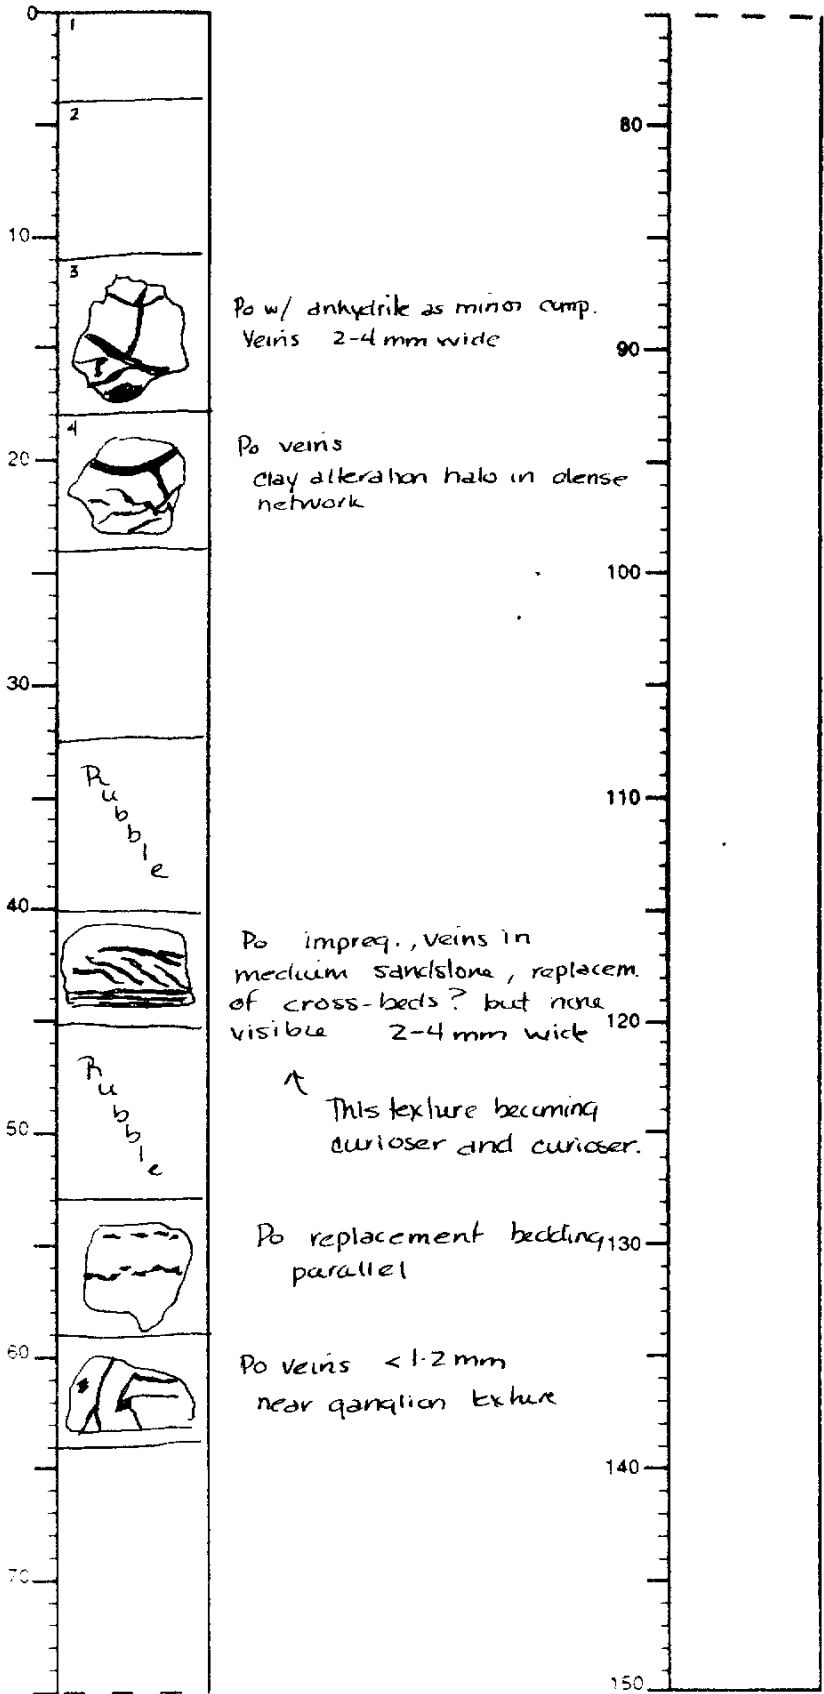 0
1
2
10
3
Po w/ anhydrite as minor comp.
Veins 2-4 mm wide
4
20
Po veins
clay alteration halo in dense
network
30
Rubble
40
Po impreg., veins in
medium sandstone, replacem.
of cross-beds? but none
visible 2-4 mm wide
↑
This texture becoming
curioser and curioser.
Rubble
50
Po replacement bedding
parallel
60
Po veins < 1-2 mm
near ganglion texture
70
80
90
100
110
120
130
140
150